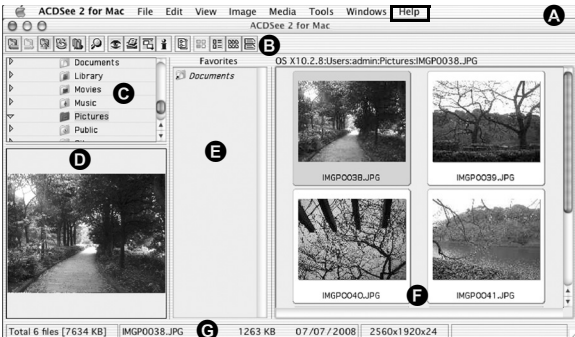 ACDSee 2 for Mac File Edit View Image Media Tools Windows Help A
ACDSee 2 for Mac
B
Documents
Library
Movies
Music
Pictures
Public
C
Favorites
Documents
E
OS X10.2.8:Users:admin:Pictures:IMGP0038.JPG
D
IMGP0038.JPG IMGP0039.JPG
IMGP0040.JPG F IMGP0041.JPG
Total 6 files [7634 KB] IMGP0038.JPG G 1263 KB 07/07/2008 2560x1920x24